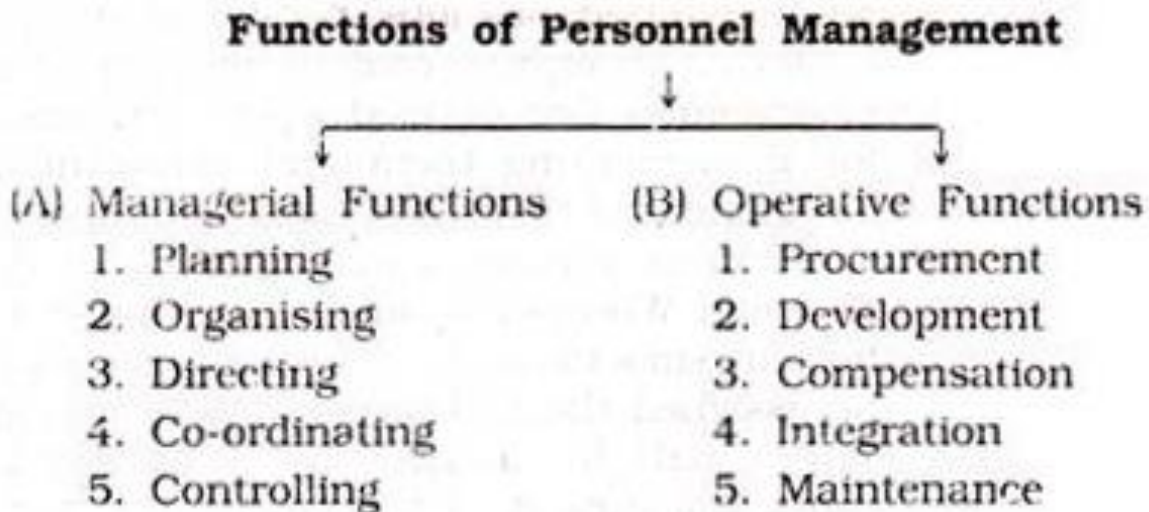 Functions of Personnel Management
(A) Managerial Functions
1. Planning
2. Organising
3. Directing
4. Co-ordinating
5. Controlling
(B) Operative Functions
1. Procurement
2. Development
3. Compensation
4. Integration
5. Maintenance